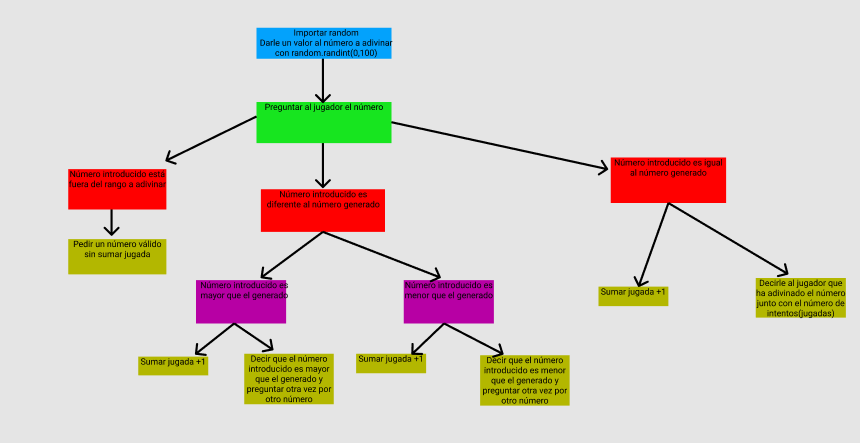 Importar random
Darle un valor al número a adivinar
con random.randint(0,100)
Preguntar al jugador el número
Número introducido está
fuera del rango a adivinar
Número introducido es
diferente al número generado
Número introducido es igual
al número generado
Pedir un número válido
sin sumar jugada
Número introducido es
mayor que el generado
Número introducido es
menor que el generado
Sumar jugada +1
Decirle al jugador que
ha adivinado el número
junto con el número de
intentos(jugadas)
Sumar jugada +1
Decir que el número
introducido es mayor
que el generado y
preguntar otra vez por
otro número
Sumar jugada +1
Decir que el número
introducido es menor
que el generado y
preguntar otra vez por
otro número